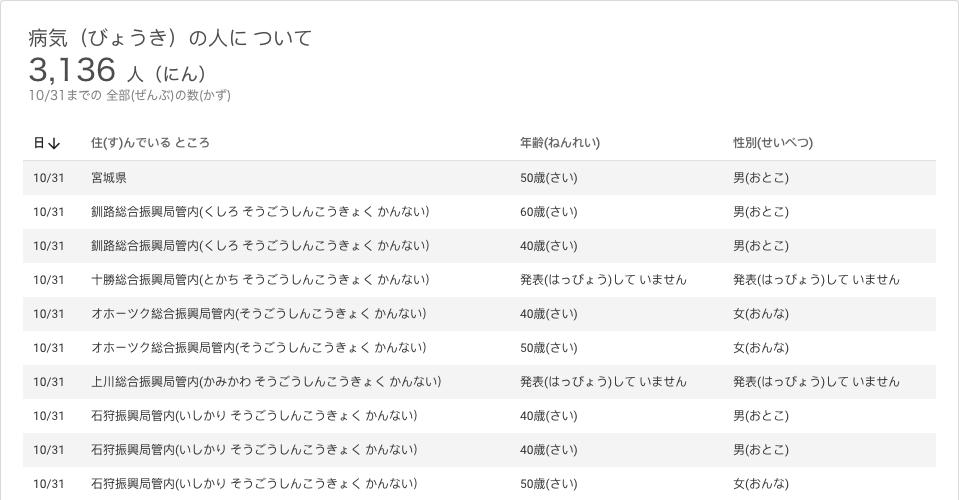 病気（びょうき）の人に ついて
3,136 人（にん）
10/31までの 全部(ぜんぶ)の数(かず)
日↓ 住(す)んでいる ところ 年齢(ねんれい) 性別(せいべつ)
10/31 宮城県 50歳(さい) 男(おとこ)
10/31 釧路総合振興局管内(くしろ そうごうしんこうきょく かんない) 60歳(さい) 男(おとこ)
10/31 釧路総合振興局管内(くしろ そうごうしんこうきょく かんない) 40歳(さい) 男(おとこ)
10/31 十勝総合振興局管内(とかち そうごうしんこうきょく かんない) 発表(はっぴょう)して いません 発表(はっぴょう)して いません
10/31 オホーツク総合振興局管内(そうごうしんこうきょく かんない) 40歳(さい) 女(おんな)
10/31 オホーツク総合振興局管内(そうごうしんこうきょく かんない) 50歳(さい) 女(おんな)
10/31 上川総合振興局管内(かみかわ そうごうしんこうきょく かんない) 発表(はっぴょう)して いません 発表(はっぴょう)して いません
10/31 石狩振興局管内(いしかり そうごうしんこうきょく かんない) 40歳(さい) 男(おとこ)
10/31 石狩振興局管内(いしかり そうごうしんこうきょく かんない) 40歳(さい) 男(おとこ)
10/31 石狩振興局管内(いしかり そうごうしんこうきょく かんない) 50歳(さい) 女(おんな)